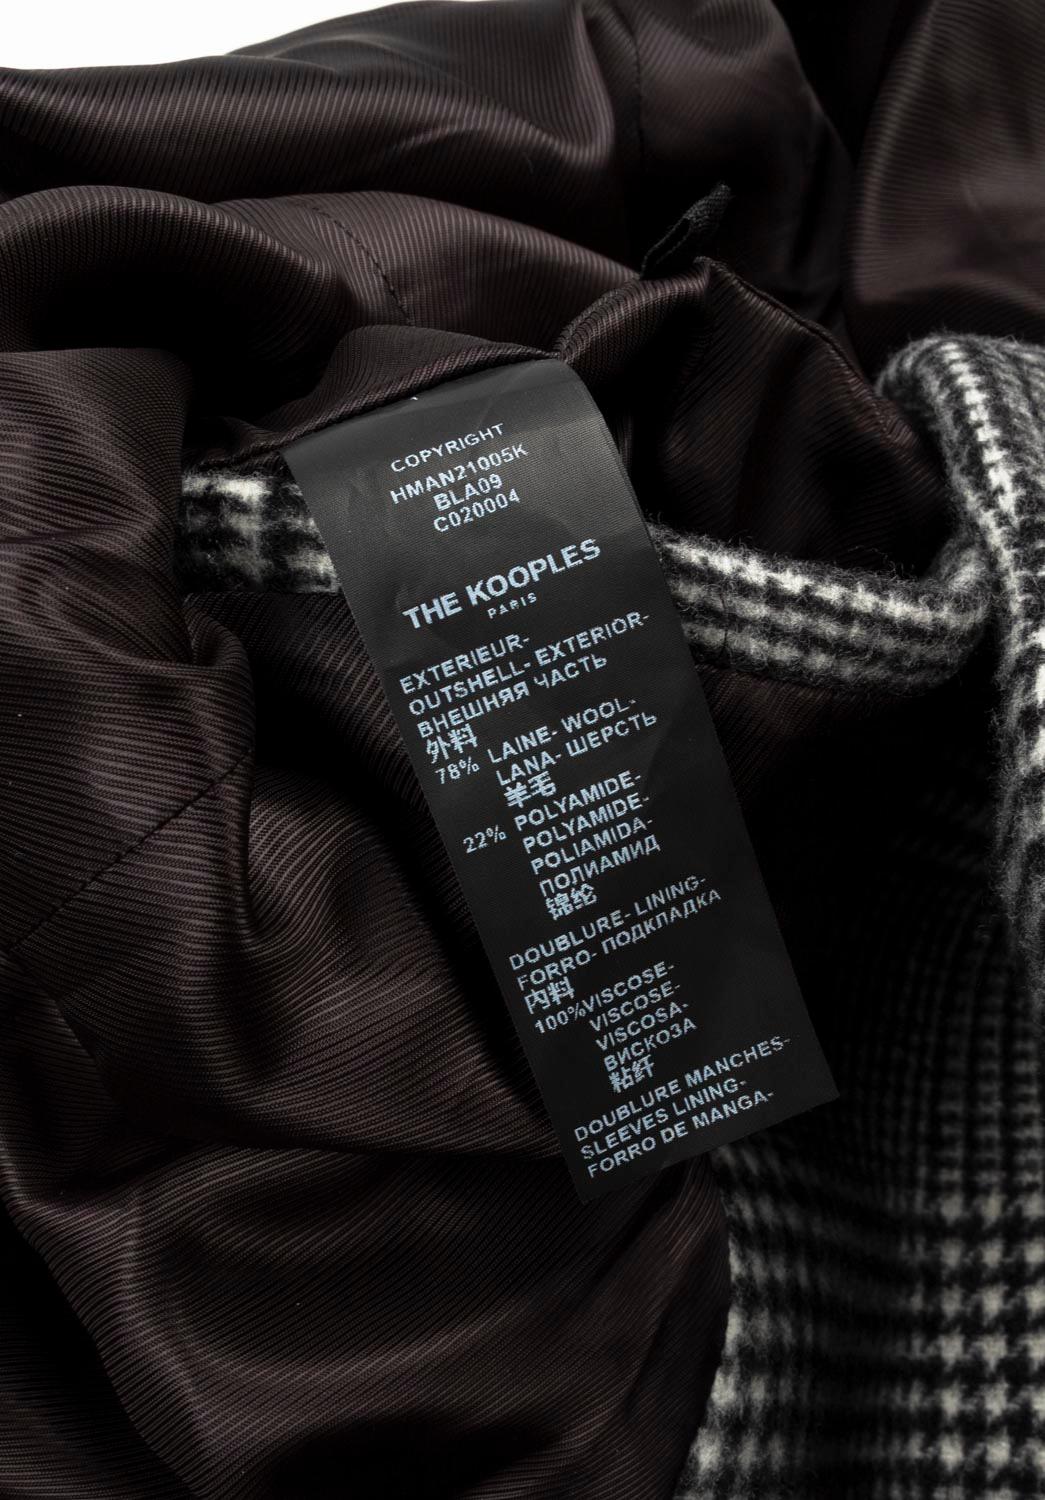 COPYRIGHT
HMAN21005K
BLA09
C020004
THE KOOPLES
PARIS
EXTERIEUR-
OUTSHELL- EXTERIOR-
ВНЕШНЯЯ ЧАСТЬ
外料
78% LAINE- WOOL-
LANA- ШЕРСТЬ
羊毛
22% POLYAMIDE-
POLYAMIDE-
POLIAMIDA-
ПОЛИАМИД
锦纶
DOUBLURE- LINING-
FORRO- ПОДКЛАДКА
内料
100%VISCOSE-
VISCOSE-
VISCOSA-
ВИСКОЗА
粘纤
DOUBLURE MANCHES-
SLEEVES LINING-
FORRO DE MANGA-